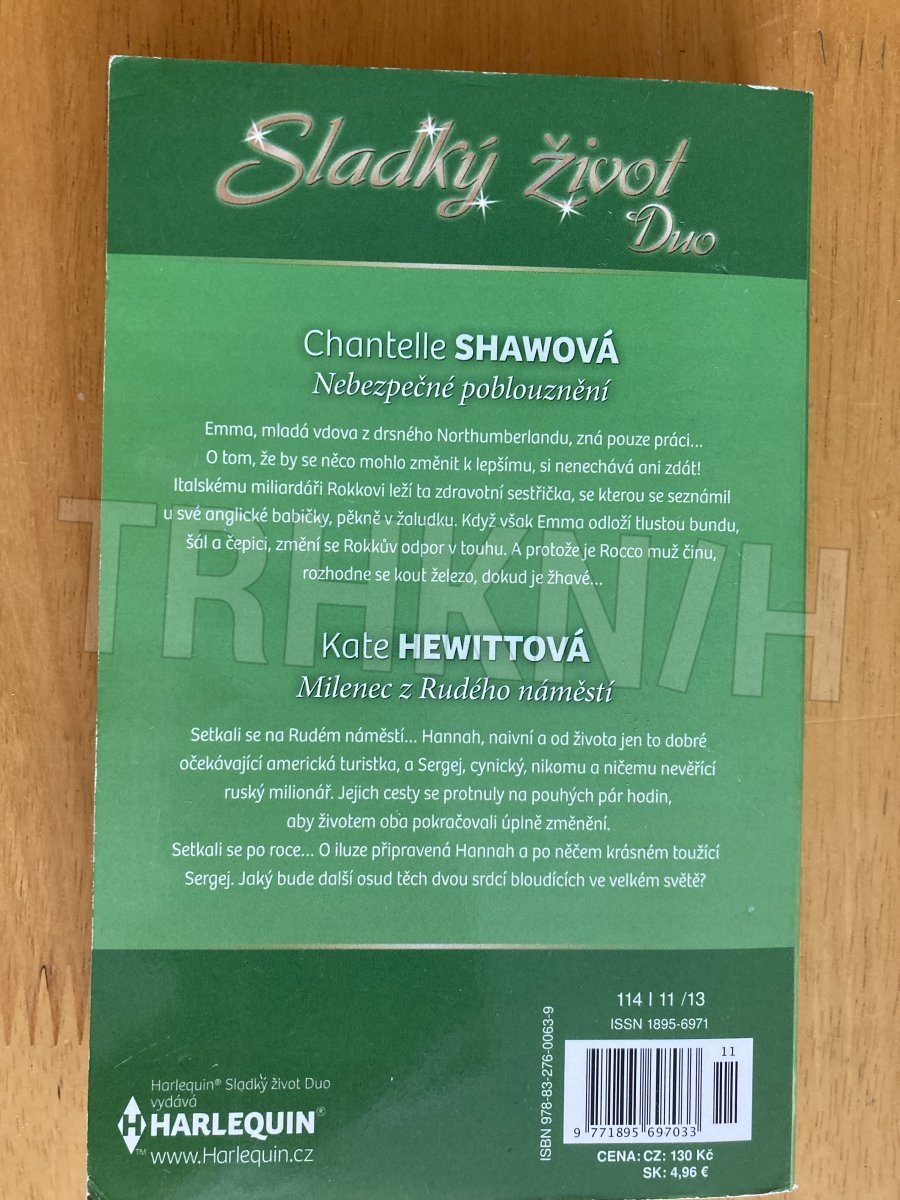 Sladký život
Duo
Chantelle SHAWOVÁ
Nebezpečné poblouznění
Emma, mladá vdova z drsného Northumberlandu, zná pouze práci...
O tom, že by se něco mohlo změnit k lepšímu, si nenechává ani zdát!
Italskému miliardáři Rokkovi leží ta zdravotní sestřička, se kterou se seznámil
u své anglické babičky, pěkně v žaludku. Když však Emma odloží tlustou bundu,
šál a čepici, změní se Rokkův odpor v touhu. A protože je Rocco muž činu,
rozhodne se kout železo, dokud je žhavé...
TRHKN/H
Kate HEWITTOVÁ
Milenec z Rudého náměstí
Setkali se na Rudém náměstí... Hannah, naivní a od života jen to dobré
očekávající americká turistka, a Sergej, cynický, nikomu a ničemu nevěřící
ruský milionář. Jejich cesty se protnuly na pouhých pár hodin,
aby životem oba pokračovali úplně změnění.
Setkali se po roce... O iluze připravená Hannah a po něčem krásném toužící
Sergej. Jaký bude další osud těch dvou srdcí bloudících ve velkém světě?
114 | 11 /13
ISSN 1895-6971
ISBN 978-83-276-0063-9
11
9 771895 697033
CENA: CZ: 130 Kč
SK: 4,96 €
Harlequin® Sladký život Duo
vydává
H HARLEQUIN®
TM
www.Harlequin.cz